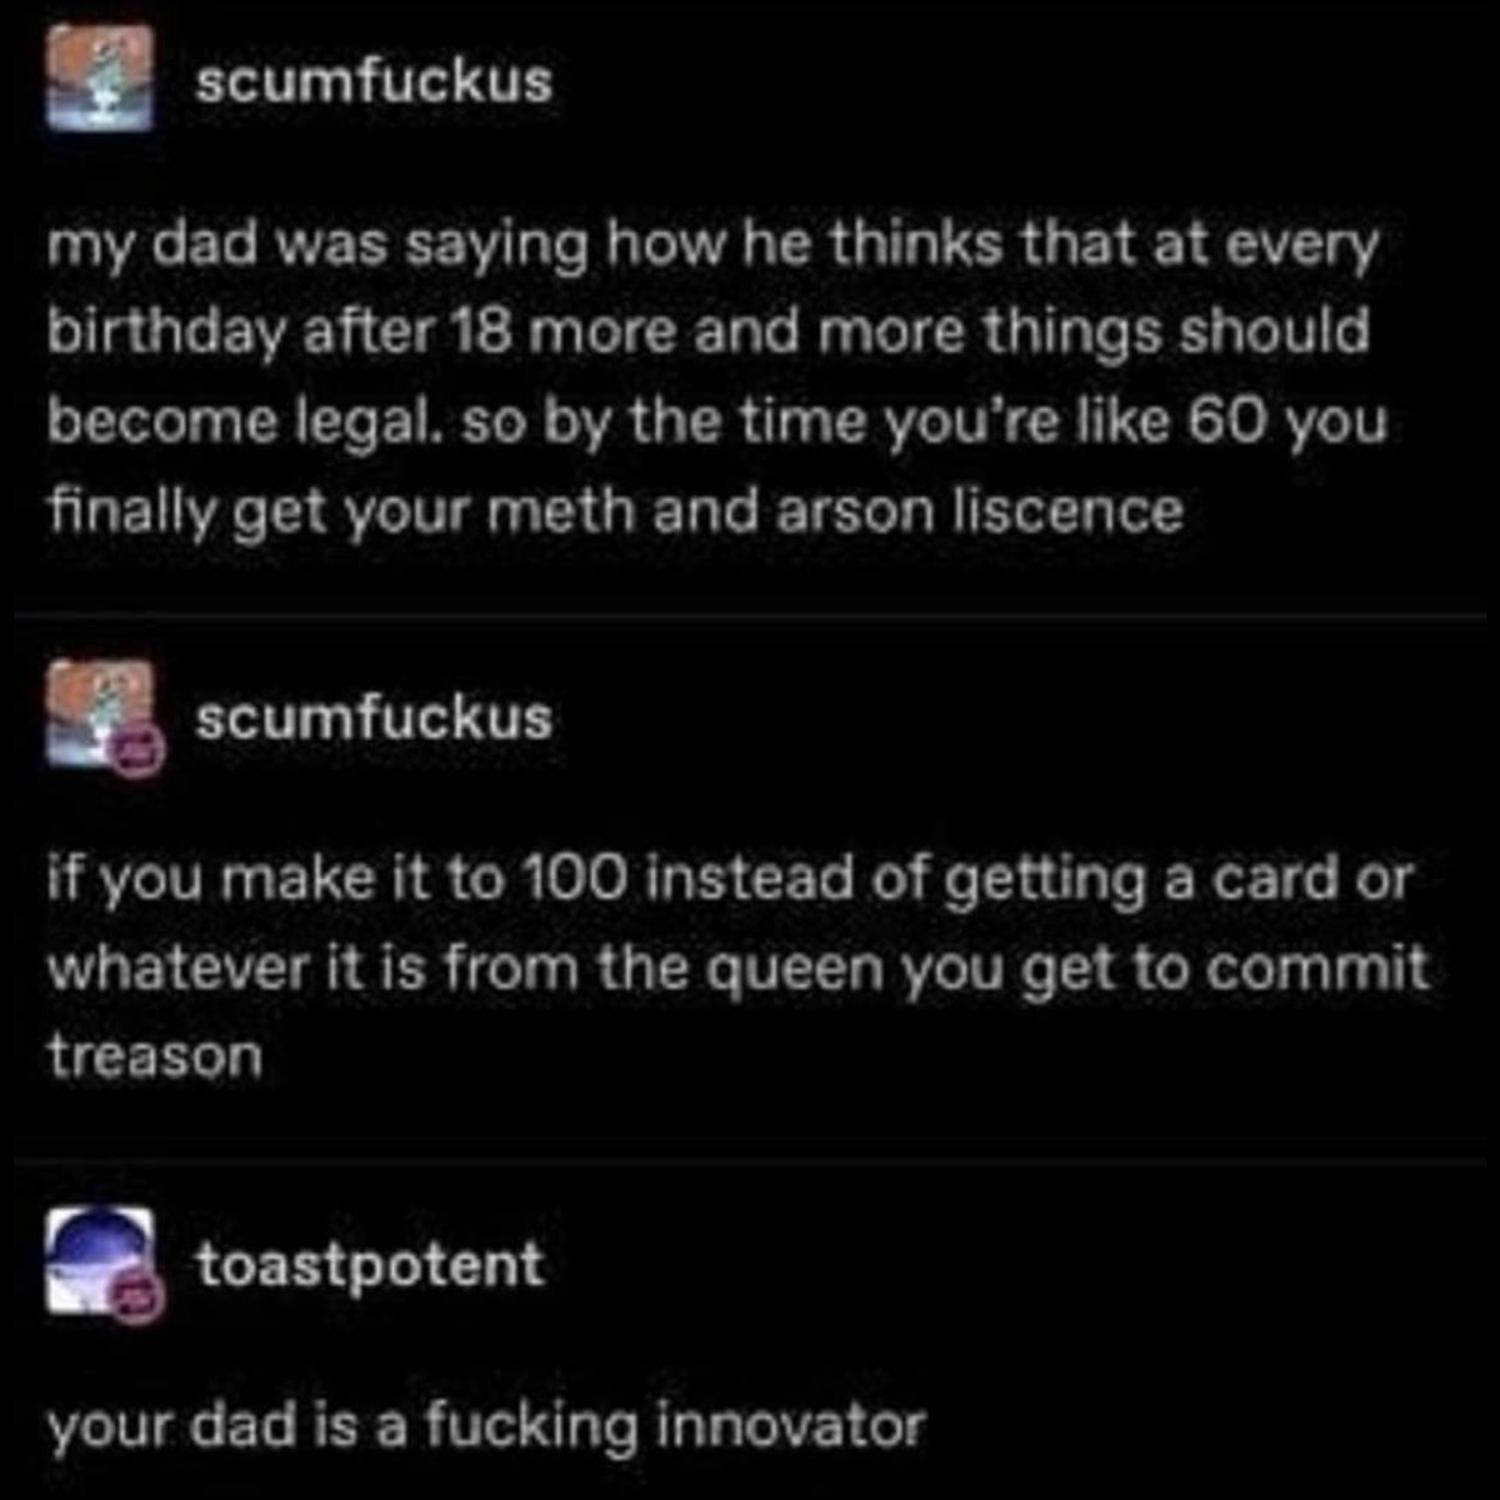 scumfuckus
my dad was saying how he thinks that at every
birthday after 18 more and more things should
become legal. so by the time you're like 60 you
finally get your meth and arson liscence
scumfuckus
if you make it to 100 instead of getting a card or
whatever it is from the queen you get to commit
treason
toastpotent
your dad is a fucking innovator